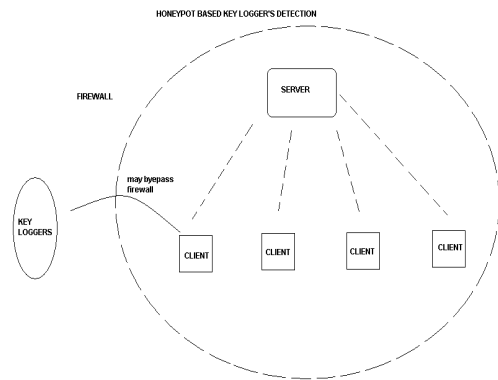 HONEYPOT BASED KEY LOGGER'S DETECTION
SERVER
FIREWALL
may byepass
firewall
KEY
LOGGERS
CLIENT
CLIENT
CLIENT
CLIENT